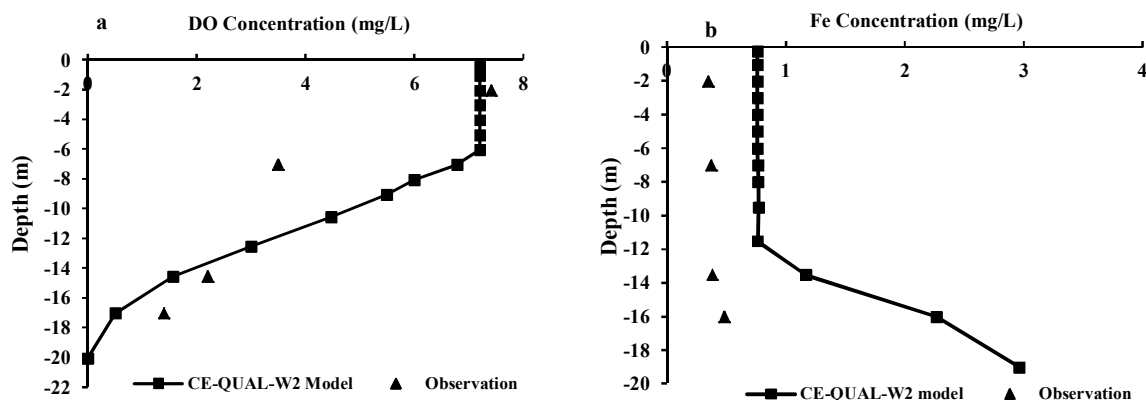 a
DO Concentration (mg/L)
0
0 2 4 6 8
-2
-4
-6
-8
-10
-12
-14
-16
-18
-20
-22
Depth (m)
CE-QUAL-W2 Model Observation
b
Fe Concentration (mg/L)
0
0 1 2 3 4
-2
-4
-6
-8
-10
-12
-14
-16
-18
-20
Depth (m)
CE-QUAL-W2 model Observation